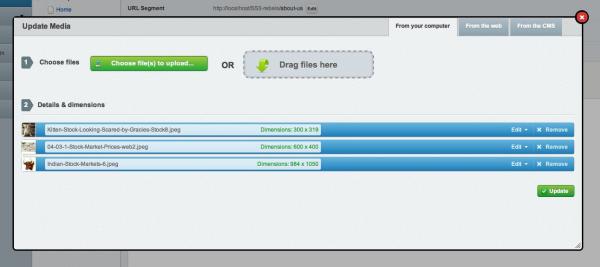 Home
URL Segment
http://localhost/SS3-rebels/about-us
Edit
Update Media
From your computer
From the web
From the CMS
1 Choose files
Choose file(s) to upload...
OR
Drag files here
2 Details & dimensions
Kitten-Stock-Looking-Scared-by-Gracies-Stock8.jpeg Dimensions: 300 x 319 Edit Remove
04-03-1-Stock-Market-Prices-web2.jpeg Dimensions: 600 x 400 Edit Remove
Indian-Stock-Markets-6.jpeg Dimensions: 984 x 1050 Edit Remove
Update